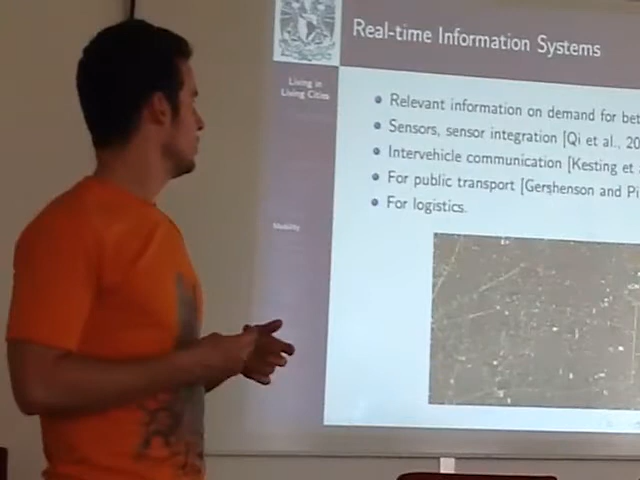 Real-time Information Systems
Living in
Living Cities
Relevant information on demand for bet
Sensors, sensor integration [Qi et al., 20
Intervehicle communication [Kesting et
For public transport [Gershenson and Pi
For logistics.
Mobility